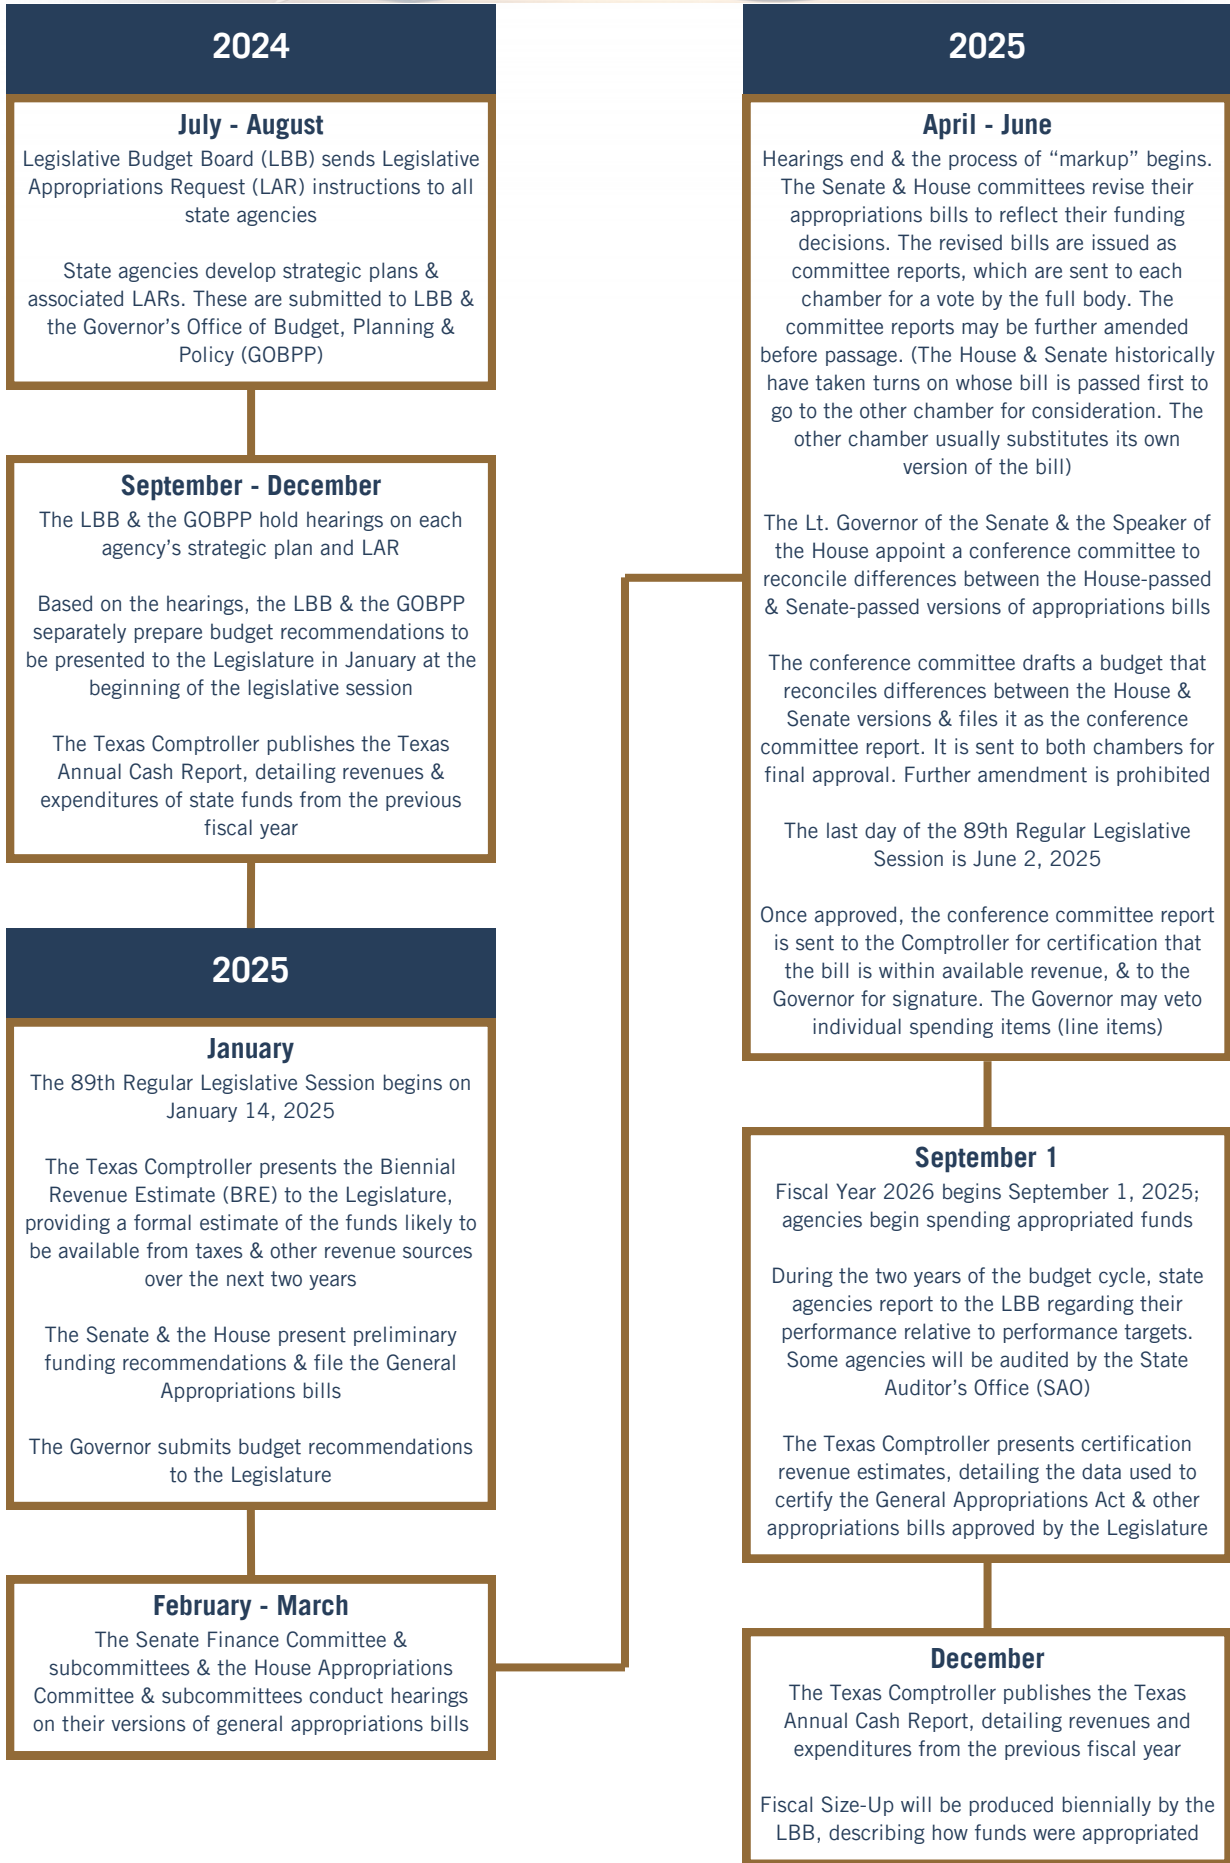 2024
July - August
Legislative Budget Board (LBB) sends Legislative
Appropriations Request (LAR) instructions to all
state agencies
State agencies develop strategic plans &
associated LARs. These are submitted to LBB &
the Governor's Office of Budget, Planning &
Policy (GOBPP)
September - December
The LBB & the GOBPP hold hearings on each
agency's strategic plan and LAR
Based on the hearings, the LBB & the GOBPP
separately prepare budget recommendations to
be presented to the Legislature in January at the
beginning of the legislative session
The Texas Comptroller publishes the Texas
Annual Cash Report, detailing revenues &
expenditures of state funds from the previous
fiscal year
2025
January
The 89th Regular Legislative Session begins on
January 14, 2025
The Texas Comptroller presents the Biennial
Revenue Estimate (BRE) to the Legislature,
providing a formal estimate of the funds likely to
be available from taxes & other revenue sources
over the next two years
The Senate & the House present preliminary
funding recommendations & file the General
Appropriations bills
The Governor submits budget recommendations
to the Legislature
February - March
The Senate Finance Committee &
subcommittees & the House Appropriations
Committee & subcommittees conduct hearings
on their versions of general appropriations bills
2025
April - June
Hearings end & the process of “markup” begins.
The Senate & House committees revise their
appropriations bills to reflect their funding
decisions. The revised bills are issued as
committee reports, which are sent to each
chamber for a vote by the full body. The
committee reports may be further amended
before passage. (The House & Senate historically
have taken turns on whose bill is passed first to
go to the other chamber for consideration. The
other chamber usually substitutes its own
version of the bill)
The Lt. Governor of the Senate & the Speaker of
the House appoint a conference committee to
reconcile differences between the House-passed
& Senate-passed versions of appropriations bills
The conference committee drafts a budget that
reconciles differences between the House &
Senate versions & files it as the conference
committee report. It is sent to both chambers for
final approval. Further amendment is prohibited
The last day of the 89th Regular Legislative
Session is June 2, 2025
Once approved, the conference committee report
is sent to the Comptroller for certification that
the bill is within available revenue, & to the
Governor for signature. The Governor may veto
individual spending items (line items)
September 1
Fiscal Year 2026 begins September 1, 2025;
agencies begin spending appropriated funds
During the two years of the budget cycle, state
agencies report to the LBB regarding their
performance relative to performance targets.
Some agencies will be audited by the State
Auditor's Office (SAO)
The Texas Comptroller presents certification
revenue estimates, detailing the data used to
certify the General Appropriations Act & other
appropriations bills approved by the Legislature
December
The Texas Comptroller publishes the Texas
Annual Cash Report, detailing revenues and
expenditures from the previous fiscal year
Fiscal Size-Up will be produced biennially by the
LBB, describing how funds were appropriated